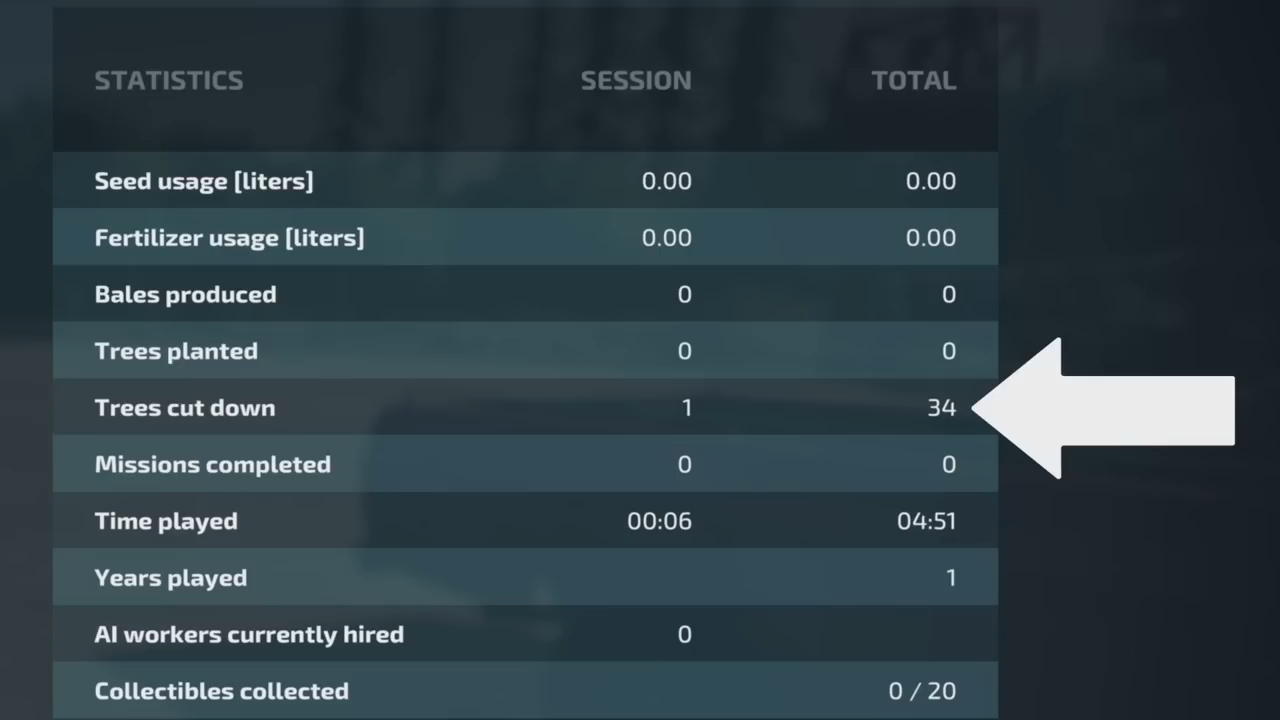 STATISTICS SESSION TOTAL
Seed usage [liters] 0.00 0.00
Fertilizer usage [liters] 0.00 0.00
Bales produced 0 0
Trees planted 0 0
Trees cut down 1 34
Missions completed 0 0
Time played 00:06 04:51
Years played 1
AI workers currently hired 0
Collectibles collected 0 / 20